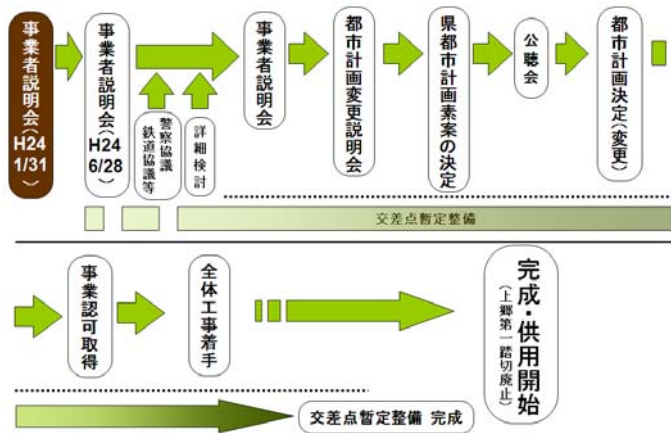 事業者説明会(H24 1/31)
事業者説明会(H24 6/28)
警察協議
鉄道協議等
詳細検討
事業者説明会
都市計画変更説明会
県都市計画素案の決定
公聴会
都市計画決定(変更)
交差点暫定整備
事業認可取得
全体工事着手
完成・供用開始
(上郷第一踏切廃止)
交差点暫定整備 完成